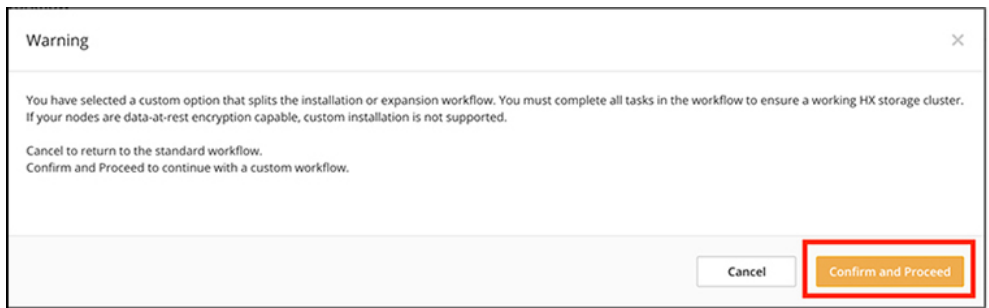 Warning
You have selected a custom option that splits the installation or expansion workflow. You must complete all tasks in the workflow to ensure a working HX storage cluster.
If your nodes are data-at-rest encryption capable, custom installation is not supported.
Cancel to return to the standard workflow.
Confirm and Proceed to continue with a custom workflow.
Cancel
Confirm and Proceed